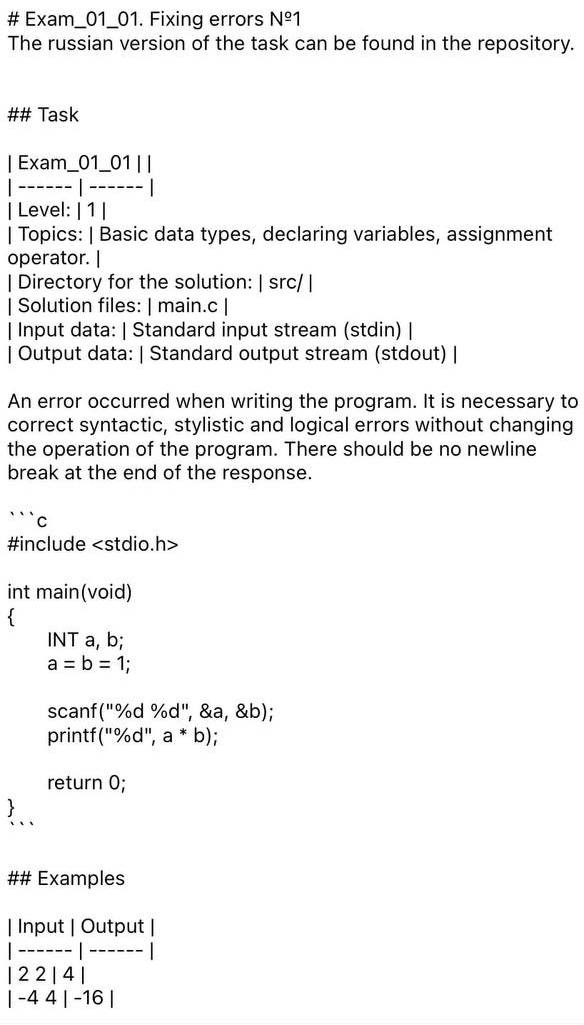 # Exam_01_01. Fixing errors Nº1
The russian version of the task can be found in the repository.
## Task
| Exam_01_01 | |
| ------ | ------ |
| Level: | 1 |
| Topics: | Basic data types, declaring variables, assignment
operator. |
| Directory for the solution: | src/ |
| Solution files: | main.c |
| Input data: | Standard input stream (stdin) |
| Output data: | Standard output stream (stdout) |
An error occurred when writing the program. It is necessary to
correct syntactic, stylistic and logical errors without changing
the operation of the program. There should be no newline
break at the end of the response.
```c
#include <stdio.h>
int main(void)
{
INT a, b;
a = b = 1;
scanf("%d %d", &a, &b);
printf("%d", a * b);
return 0;
}
```
## Examples
| Input | Output |
| ------ | ------ |
| 2 2 | 4 |
| -4 4 | -16 |